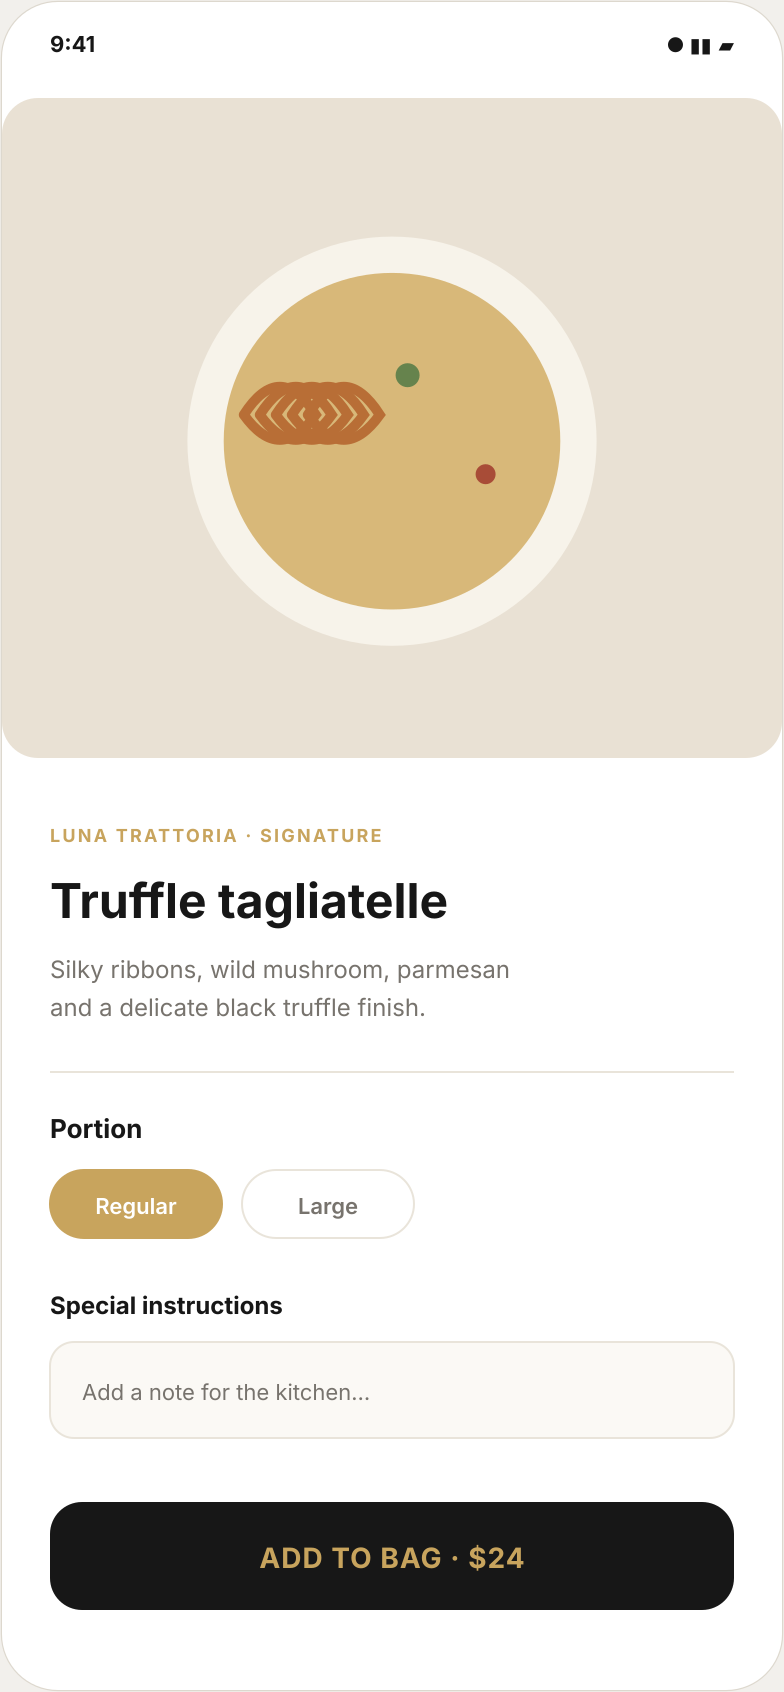 9:41
LUNA TRATTORIA · SIGNATURE
Truffle tagliatelle
Silky ribbons, wild mushroom, parmesan
and a delicate black truffle finish.
Portion
Regular Large
Special instructions
Add a note for the kitchen...
ADD TO BAG · $24